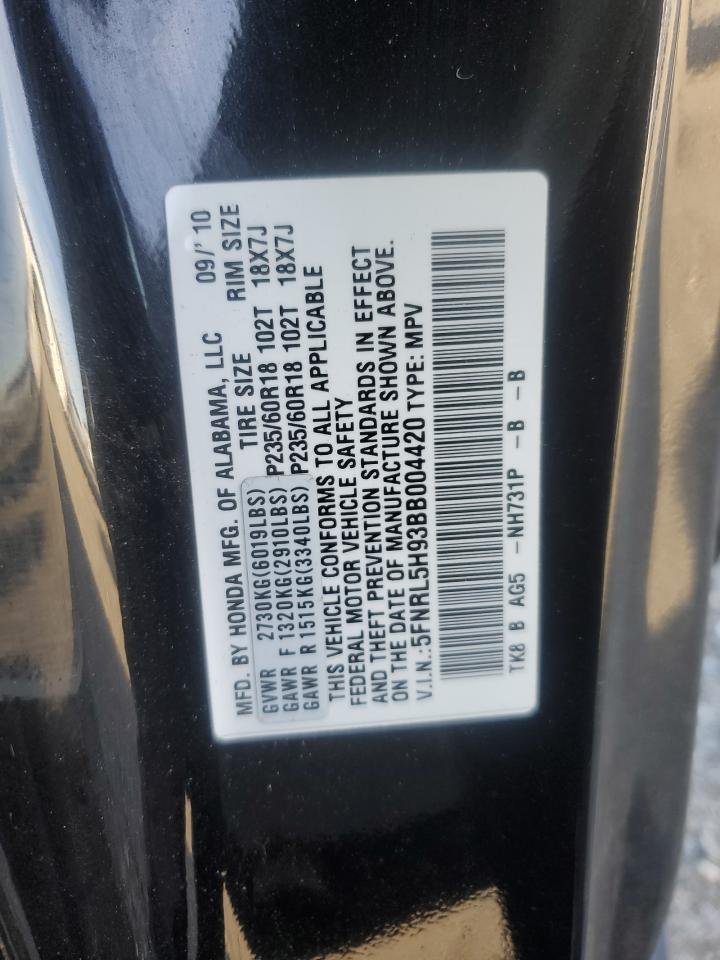 MFD. BY HONDA MFG. OF ALABAMA, LLC 09/' 10
TIRE SIZE RIM SIZE
GVWR 2730KG(6019LBS)
GAWR F 1320KG(2910LBS) P235/60R18 102T 18X7J
GAWR R 1515KG(3340LBS) P235/60R18 102T 18X7J
THIS VEHICLE CONFORMS TO ALL APPLICABLE
FEDERAL MOTOR VEHICLE SAFETY
AND THEFT PREVENTION STANDARDS IN EFFECT
ON THE DATE OF MANUFACTURE SHOWN ABOVE.
V.I.N.:5FNRL5H93BB004420 TYPE: MPV
TK8 B AG5 -NH731P -B -B